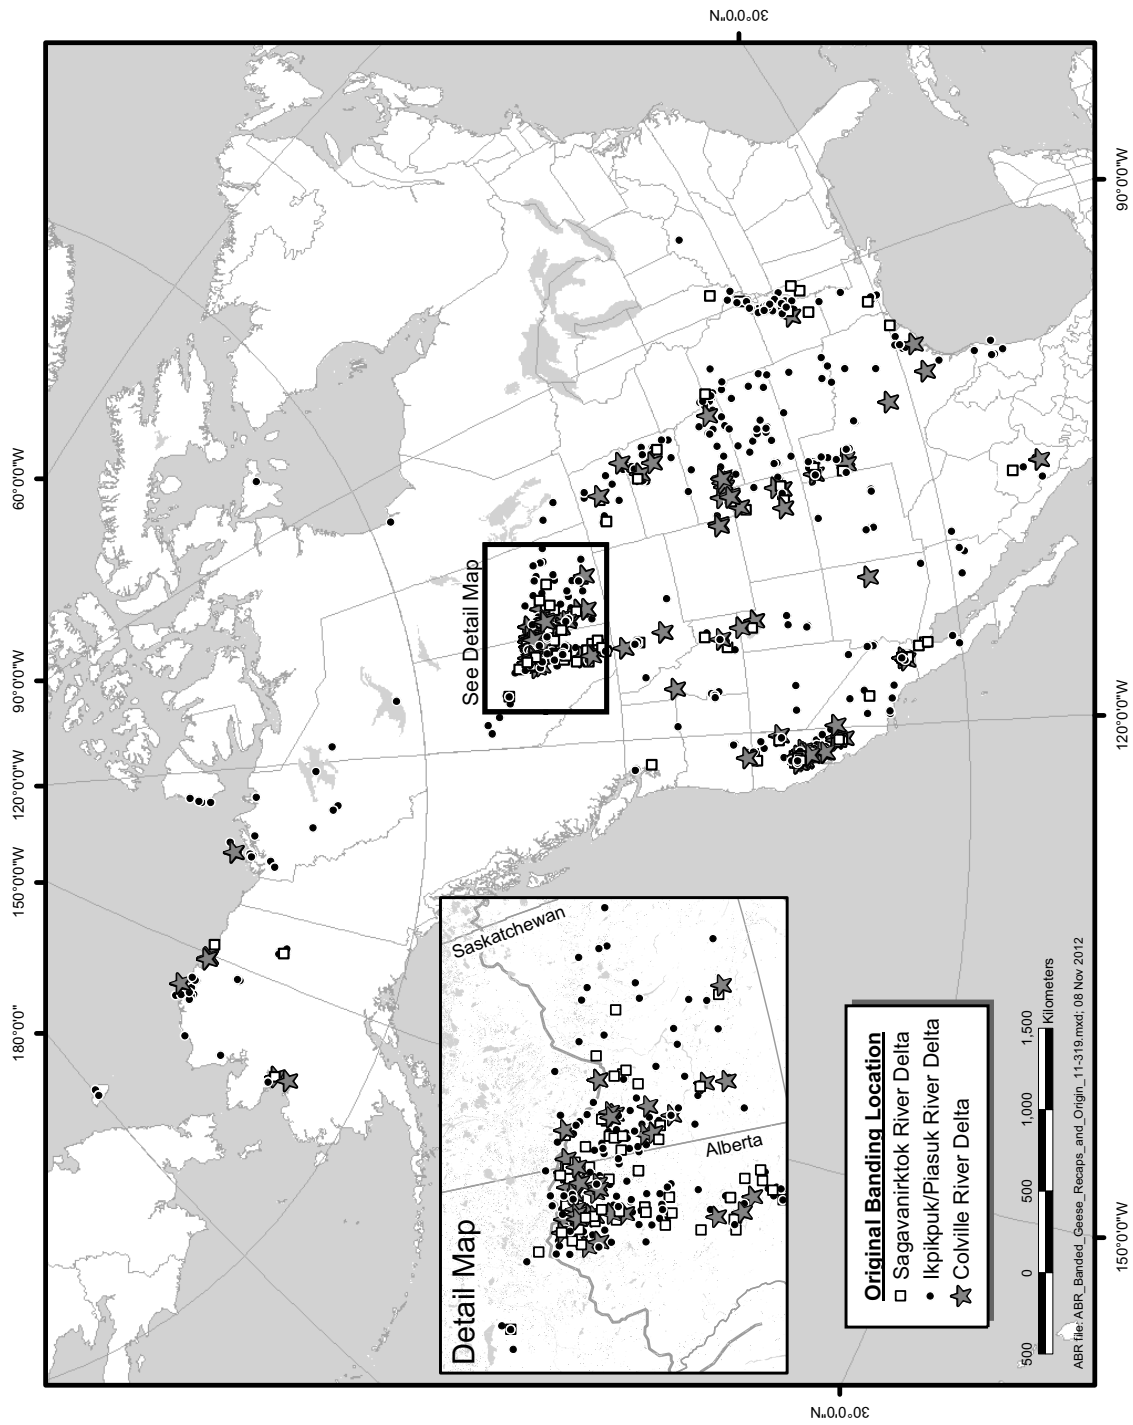 30°0'0"N
60°0'0"W
90°0'0"W
120°0'0"W
150°0'0"W
180°0'0"
90°0'0"W
120°0'0"W
150°0'0"W
30°0'0"N
See Detail Map
Detail Map
Saskatchewan
Alberta
Original Banding Location
Sagavanirktok River Delta
Ikpikpuk/Piasuk River Delta
Colville River Delta
500 0 500 1,000 1,500
Kilometers
ABR file: ABR_Banded_Geese_Recaps_and_Origin_11-319.mxd; 08 Nov 2012